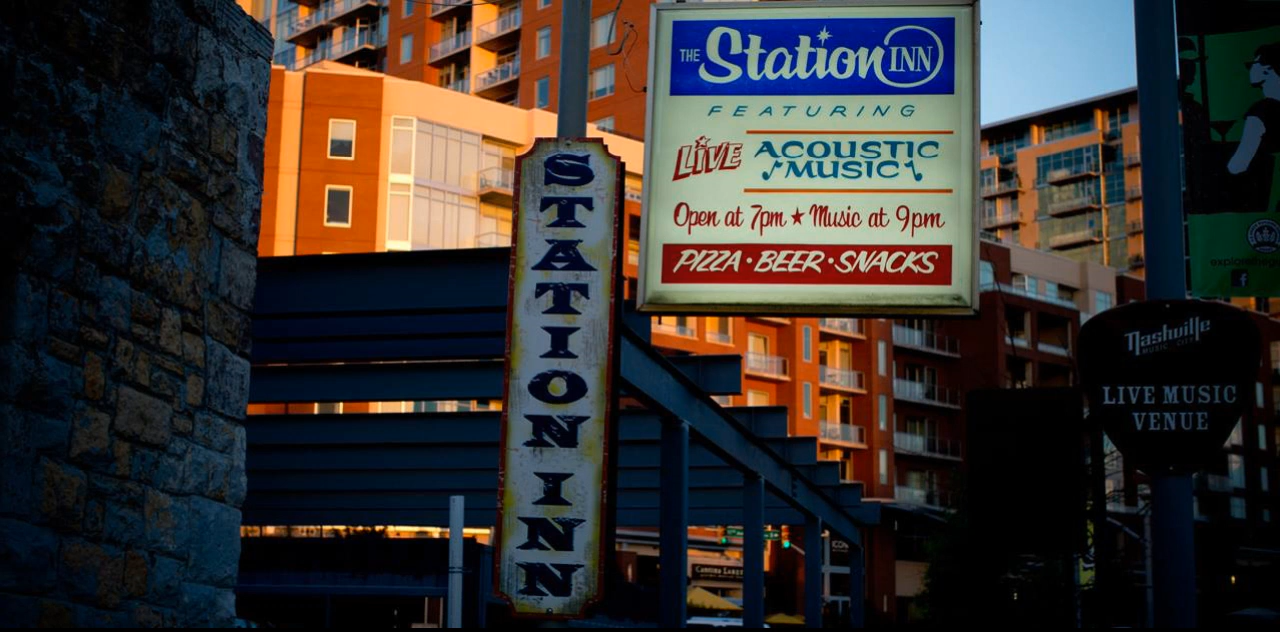 THE Station INN
FEATURING
LIVE ACOUSTIC
MUSIC
Open at 7pm ★ Music at 9pm
PIZZA · BEER · SNACKS
STATION INN
Nashville
MUSIC CITY
LIVE MUSIC
VENUE